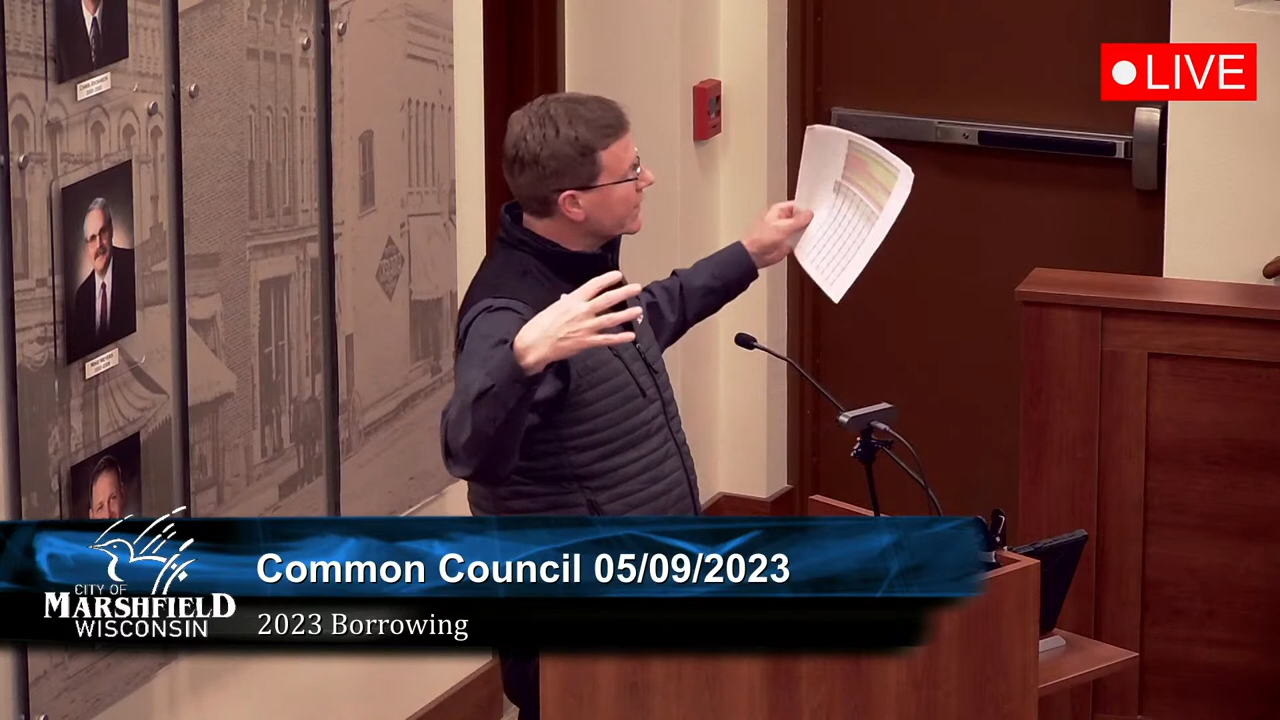 LIVE
Common Council 05/09/2023
CITY OF
MARSHFIELD
WISCONSIN
2023 Borrowing